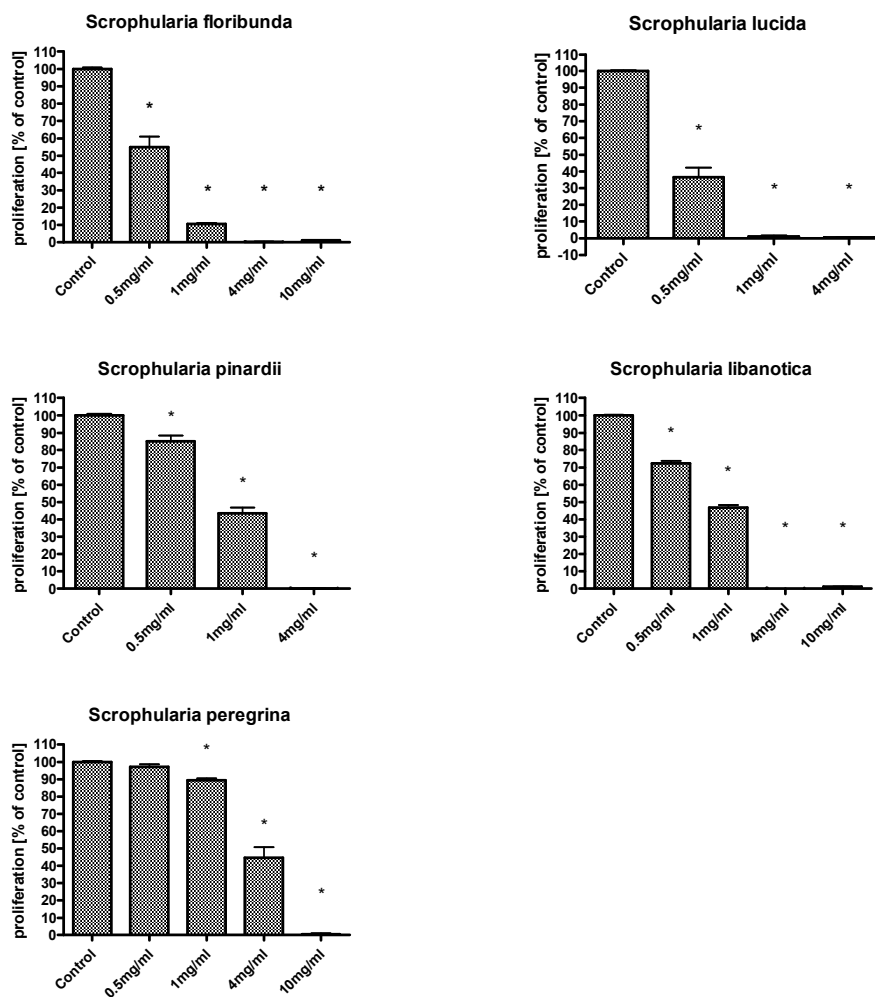 Scrophularia floribunda
proliferation [% of control]
110
100
90
80
70
60
50
40
30
20
10
0
*
*
*
*
Control
0.5mg/ml
1mg/ml
4mg/ml
10mg/ml
Scrophularia lucida
proliferation [% of control]
110
100
90
80
70
60
50
40
30
20
10
0
-10
*
*
*
Control
0.5mg/ml
1mg/ml
4mg/ml
Scrophularia pinardii
proliferation [% of control]
110
100
90
80
70
60
50
40
30
20
10
0
*
*
*
Control
0.5mg/ml
1mg/ml
4mg/ml
Scrophularia libanotica
proliferation [% of control]
110
100
90
80
70
60
50
40
30
20
10
0
*
*
*
*
Control
0.5mg/ml
1mg/ml
4mg/ml
10mg/ml
Scrophularia peregrina
proliferation [% of control]
110
100
90
80
70
60
50
40
30
20
10
0
*
*
*
Control
0.5mg/ml
1mg/ml
4mg/ml
10mg/ml